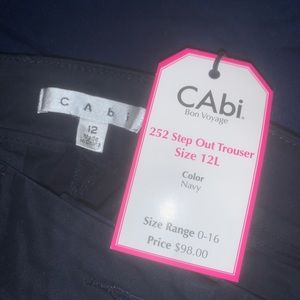 CAbi
12
CAbi.
Bon Voyage
252 Step Out Trouser
Size 12L
Color
Navy
Size Range 0-16
Price $98.00